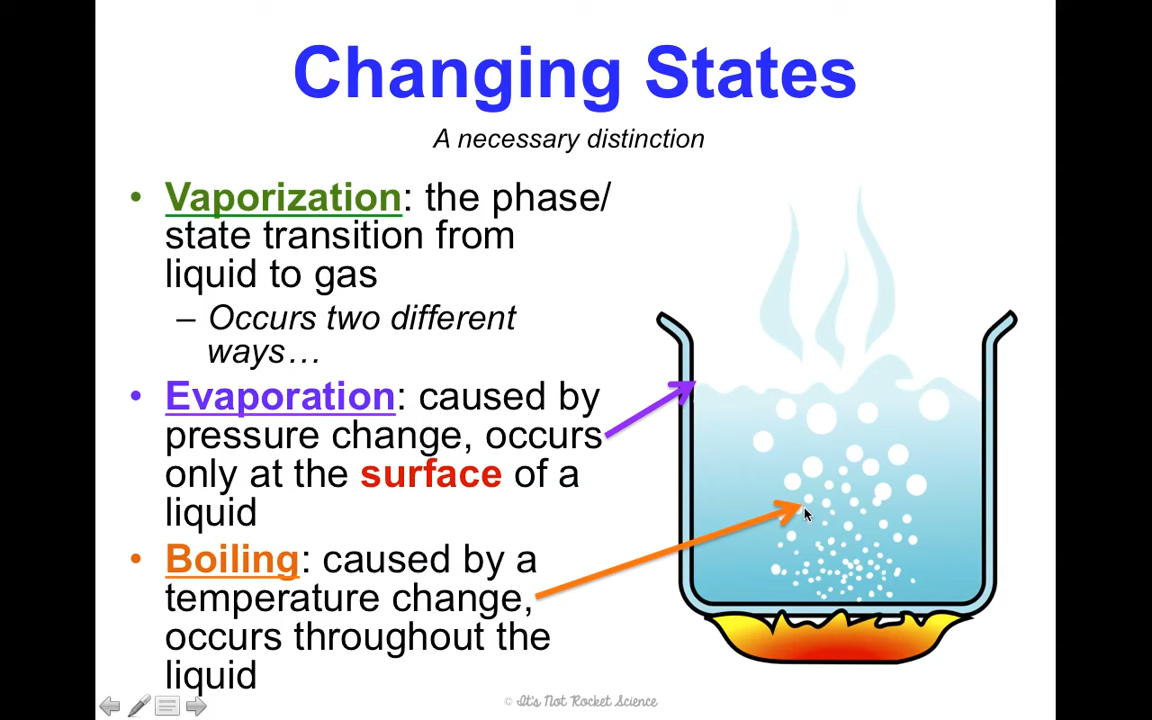 Changing States
A necessary distinction
• Vaporization: the phase/
state transition from
liquid to gas
– Occurs two different
ways…
• Evaporation: caused by
pressure change, occurs
only at the surface of a
liquid
• Boiling: caused by a
temperature change,
occurs throughout the
liquid
© It's Not Rocket Science